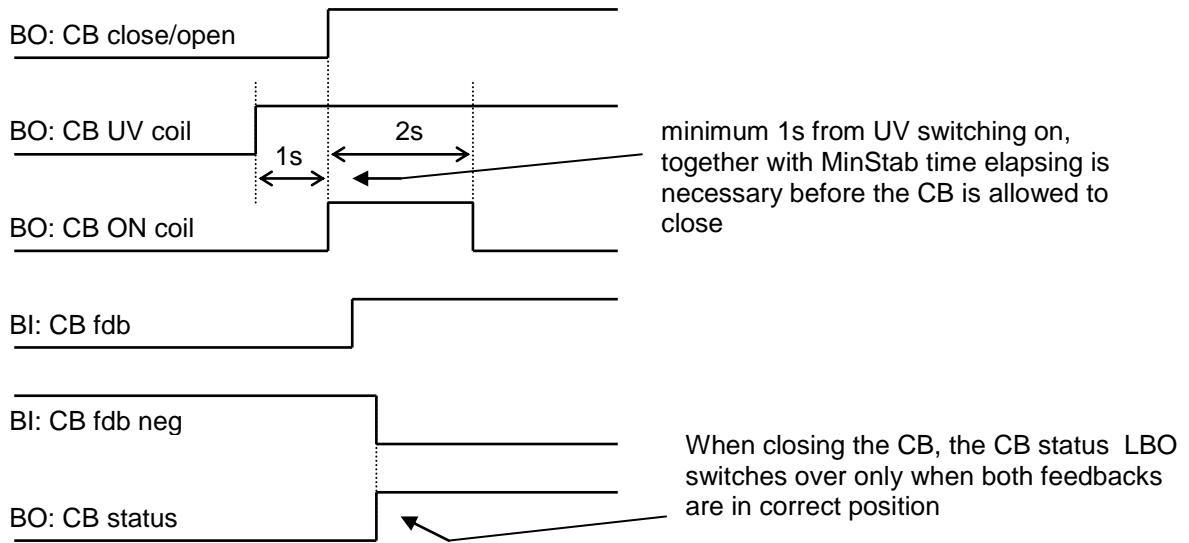 BO: CB close/open
BO: CB UV coil
1s
2s
minimum 1s from UV switching on,
together with MinStab time elapsing is
necessary before the CB is allowed to
close
BO: CB ON coil
BI: CB fdb
BI: CB fdb neg
When closing the CB, the CB status LBO
switches over only when both feedbacks
are in correct position
BO: CB status